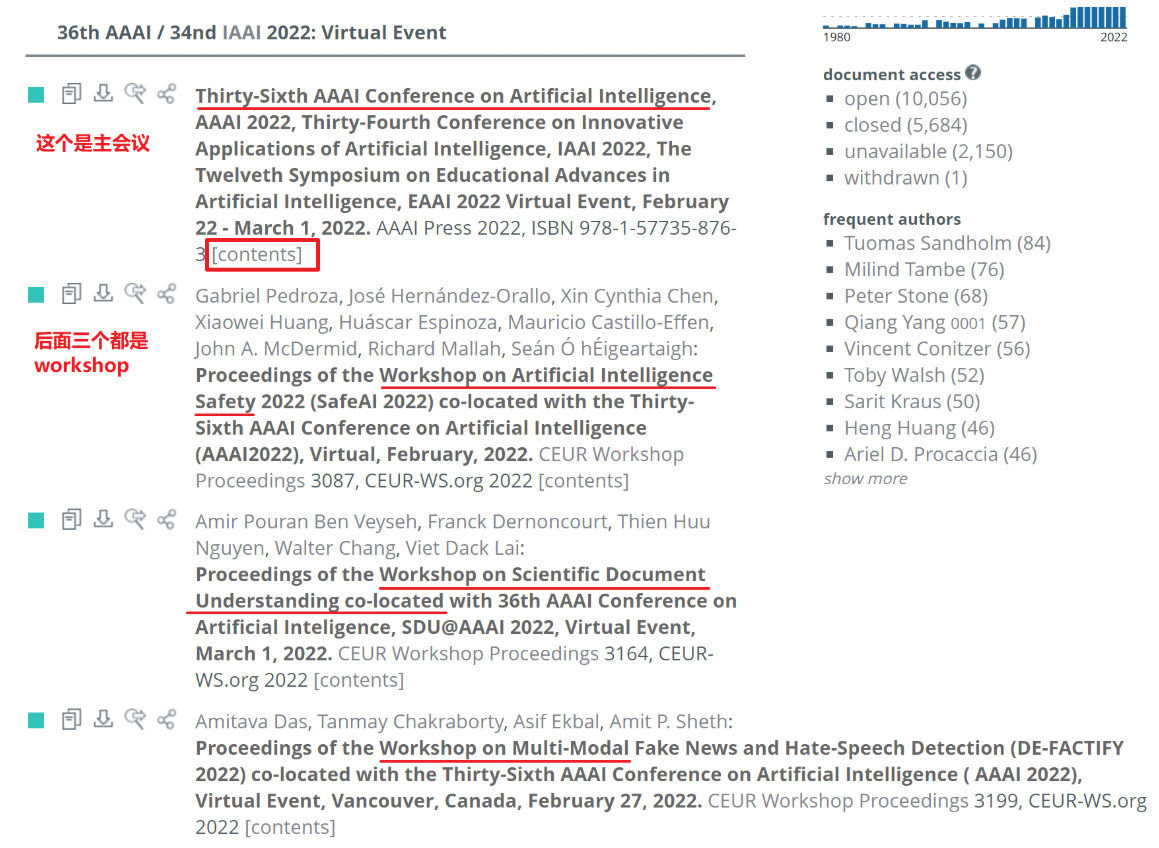 36th AAAI / 34nd IAAI 2022: Virtual Event
Thirty-Sixth AAAI Conference on Artificial Intelligence,
AAAI 2022, Thirty-Fourth Conference on Innovative
Applications of Artificial Intelligence, IAAI 2022, The
Twelveth Symposium on Educational Advances in
Artificial Intelligence, EAAI 2022 Virtual Event, February
22 - March 1, 2022. AAAI Press 2022, ISBN 978-1-57735-876-
3 [contents]
这个是主会议
Gabriel Pedroza, José Hernández-Orallo, Xin Cynthia Chen,
Xiaowei Huang, Huáscar Espinoza, Mauricio Castillo-Effen,
John A. McDermid, Richard Mallah, Seán Ó hÉigeartaigh:
Proceedings of the Workshop on Artificial Intelligence
Safety 2022 (SafeAI 2022) co-located with the Thirty-
Sixth AAAI Conference on Artificial Intelligence
(AAAI2022), Virtual, February, 2022. CEUR Workshop
Proceedings 3087, CEUR-WS.org 2022 [contents]
后面三个都是
workshop
Amir Pouran Ben Veyseh, Franck Dernoncourt, Thien Huu
Nguyen, Walter Chang, Viet Dack Lai:
Proceedings of the Workshop on Scientific Document
Understanding co-located with 36th AAAI Conference on
Artificial Inteligence, SDU@AAAI 2022, Virtual Event,
March 1, 2022. CEUR Workshop Proceedings 3164, CEUR-
WS.org 2022 [contents]
Amitava Das, Tanmay Chakraborty, Asif Ekbal, Amit P. Sheth:
Proceedings of the Workshop on Multi-Modal Fake News and Hate-Speech Detection (DE-FACTIFY
2022) co-located with the Thirty-Sixth AAAI Conference on Artificial Intelligence ( AAAI 2022),
Virtual Event, Vancouver, Canada, February 27, 2022. CEUR Workshop Proceedings 3199, CEUR-WS.org
2022 [contents]
1980
2022
document access ?
open (10,056)
closed (5,684)
unavailable (2,150)
withdrawn (1)
frequent authors
Tuomas Sandholm (84)
Milind Tambe (76)
Peter Stone (68)
Qiang Yang 0001 (57)
Vincent Conitzer (56)
Toby Walsh (52)
Sarit Kraus (50)
Heng Huang (46)
Ariel D. Procaccia (46)
show more